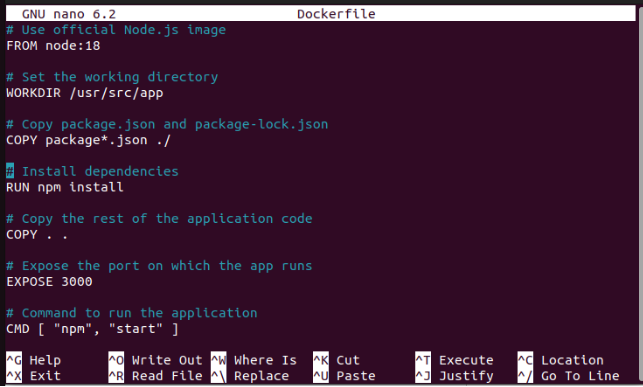 GNU nano 6.2 Dockerfile
# Use official Node.js image
FROM node:18
# Set the working directory
WORKDIR /usr/src/app
# Copy package.json and package-lock.json
COPY package*.json ./
# Install dependencies
RUN npm install
# Copy the rest of the application code
COPY . .
# Expose the port on which the app runs
EXPOSE 3000
# Command to run the application
CMD [ "npm", "start" ]
^G Help ^O Write Out ^W Where Is ^K Cut ^T Execute ^C Location
^X Exit ^R Read File ^\ Replace ^U Paste ^J Justify ^/ Go To Line